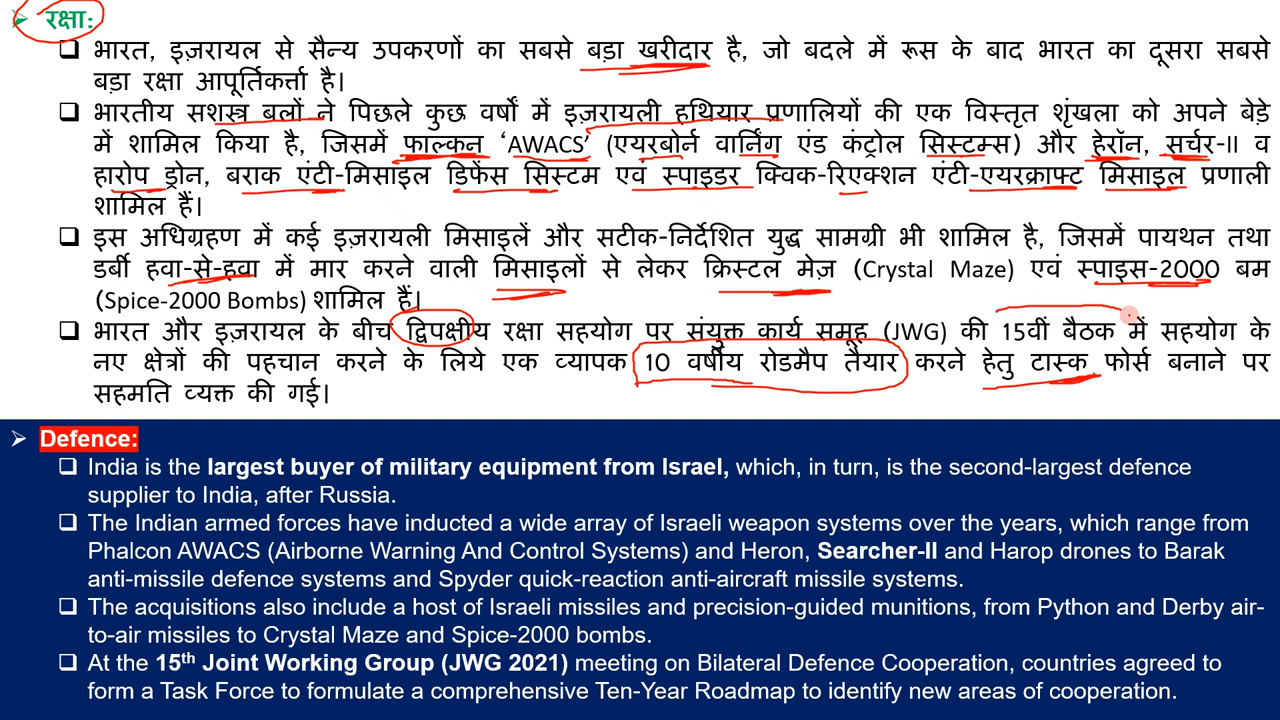 ➢ रक्षा:
❑ भारत, इज़रायल से सैन्य उपकरणों का सबसे बड़ा खरीदार है, जो बदले में रूस के बाद भारत का दूसरा सबसे
बड़ा रक्षा आपूर्तिकर्त्ता है।
❑ भारतीय सशस्त्र बलों ने पिछले कुछ वर्षों में इज़रायली हथियार प्रणालियों की एक विस्तृत शृंखला को अपने बेड़े
में शामिल किया है, जिसमें फाल्कन ‘AWACS’ (एयरबोर्न वार्निंग एंड कंट्रोल सिस्टम्स) और हेरॉन, सर्चर-II व
हारोप ड्रोन, बराक एंटी-मिसाइल डिफेंस सिस्टम एवं स्पाइडर क्विक-रिएक्शन एंटी-एयरक्राफ्ट मिसाइल प्रणाली
शामिल हैं।
❑ इस अधिग्रहण में कई इज़रायली मिसाइलें और सटीक-निर्देशित युद्ध सामग्री भी शामिल है, जिसमें पायथन तथा
डर्बी हवा-से-हवा में मार करने वाली मिसाइलों से लेकर क्रिस्टल मेज़ (Crystal Maze) एवं स्पाइस-2000 बम
(Spice-2000 Bombs) शामिल हैं।
❑ भारत और इज़रायल के बीच द्विपक्षीय रक्षा सहयोग पर संयुक्त कार्य समूह (JWG) की 15वीं बैठक में सहयोग के
नए क्षेत्रों की पहचान करने के लिये एक व्यापक 10 वर्षीय रोडमैप तैयार करने हेतु टास्क फोर्स बनाने पर
सहमति व्यक्त की गई।
➢ Defence:
❑ India is the largest buyer of military equipment from Israel, which, in turn, is the second-largest defence
supplier to India, after Russia.
❑ The Indian armed forces have inducted a wide array of Israeli weapon systems over the years, which range from
Phalcon AWACS (Airborne Warning And Control Systems) and Heron, Searcher-II and Harop drones to Barak
anti-missile defence systems and Spyder quick-reaction anti-aircraft missile systems.
❑ The acquisitions also include a host of Israeli missiles and precision-guided munitions, from Python and Derby air-
to-air missiles to Crystal Maze and Spice-2000 bombs.
❑ At the 15th Joint Working Group (JWG 2021) meeting on Bilateral Defence Cooperation, countries agreed to
form a Task Force to formulate a comprehensive Ten-Year Roadmap to identify new areas of cooperation.